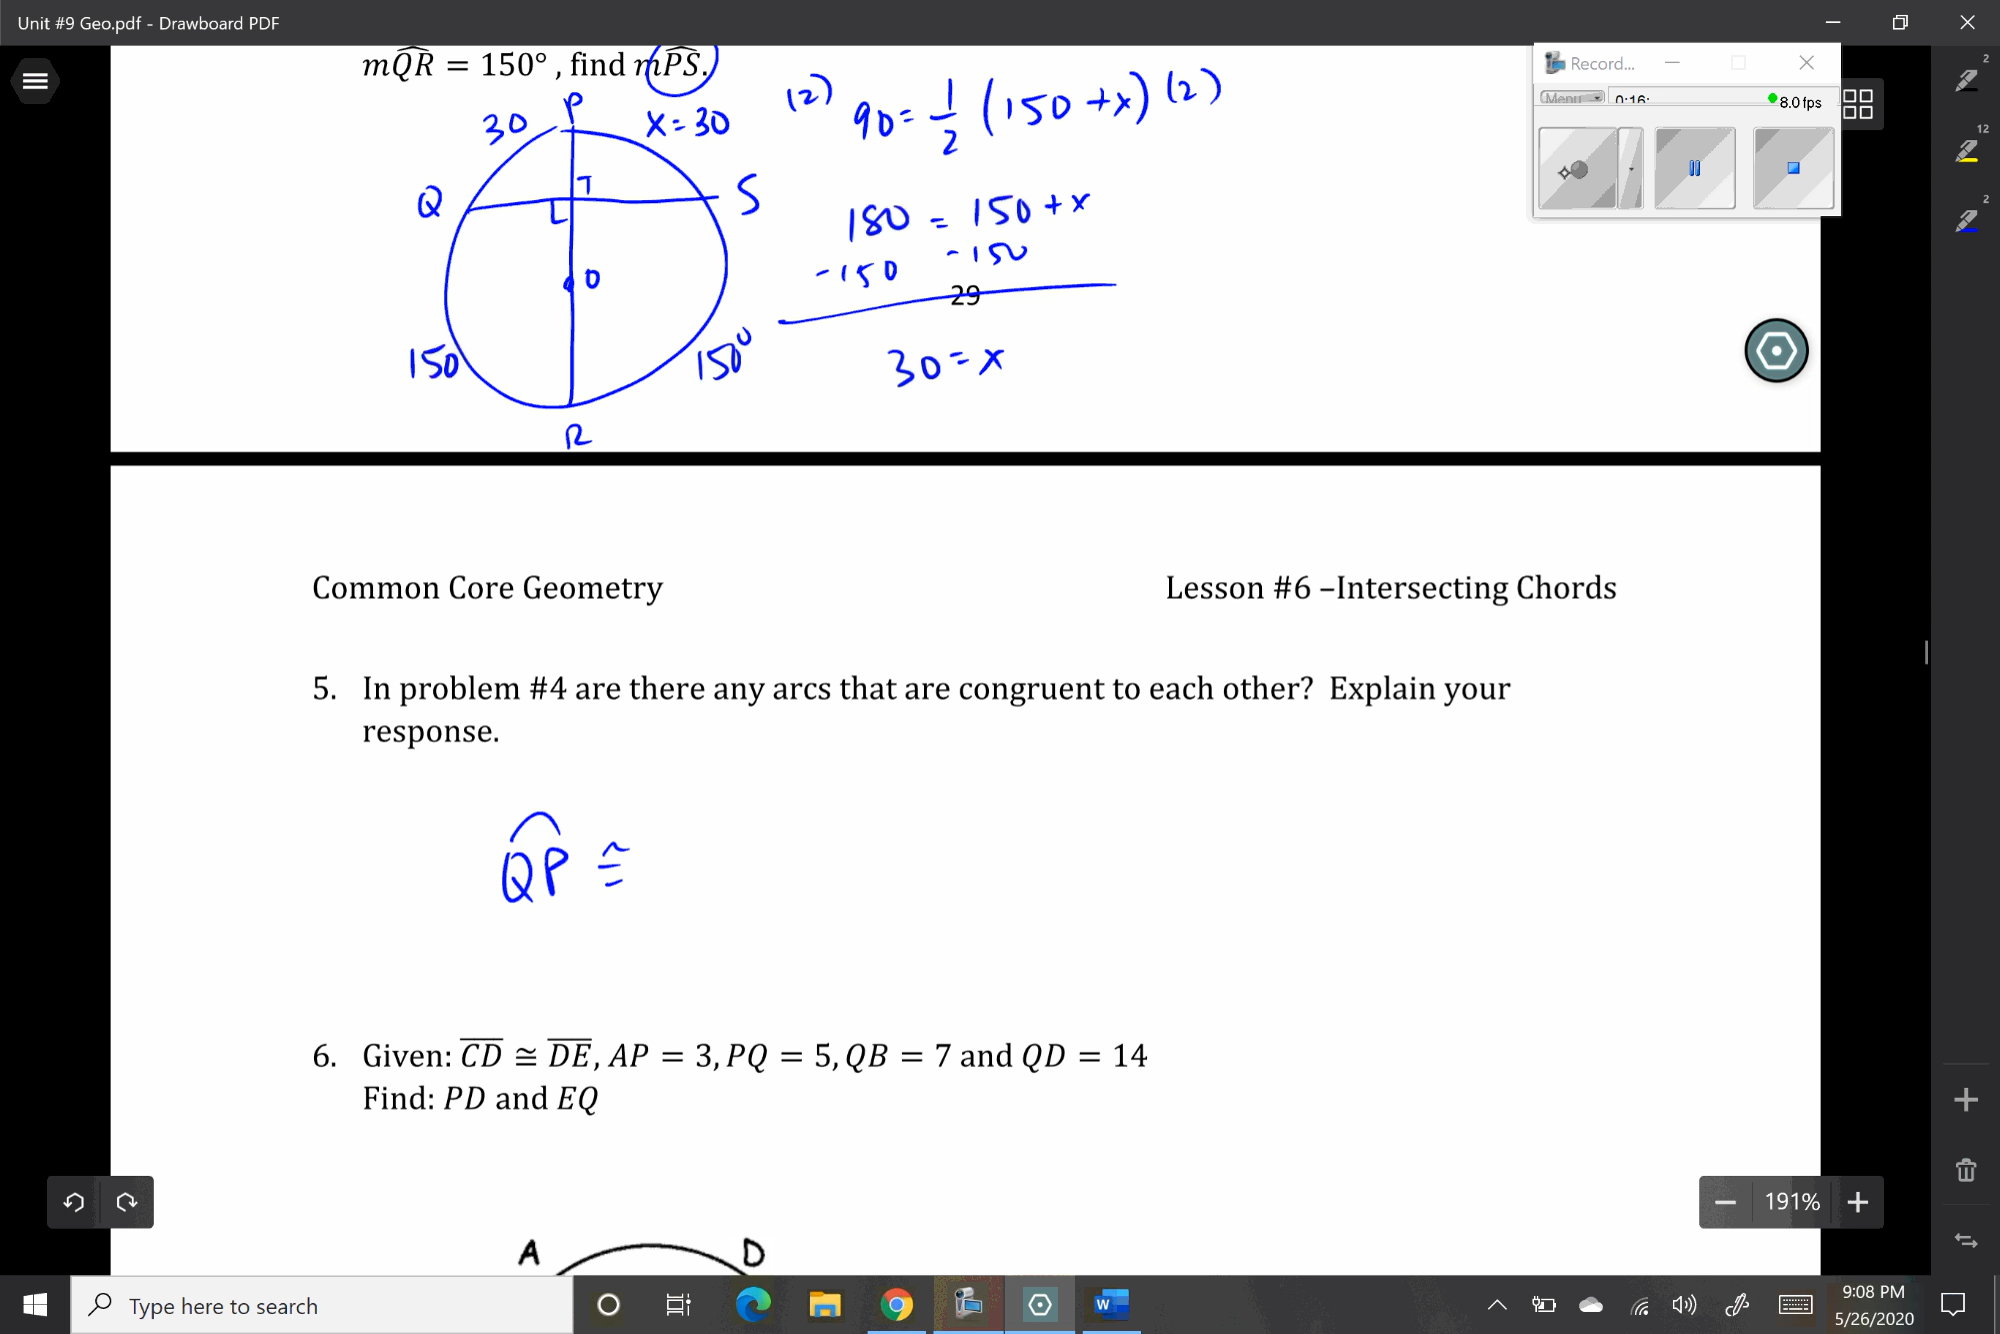 Unit #9 Geo.pdf - Drawboard PDF
mQR = 150° , find mPS.
Record...
Menu
0:16:
8.0 fps
2
12
2
P
30
x = 30
Q
T
S
O
150
150°
R
(2) 90 = 1/2 (150 + x) (2)
180 = 150 + x
-150 -150
29
30 = x
Common Core Geometry
Lesson #6 –Intersecting Chords
5. In problem #4 are there any arcs that are congruent to each other? Explain your
response.
QP ≅
6. Given: CD ≅ DE, AP = 3, PQ = 5, QB = 7 and QD = 14
Find: PD and EQ
191%
A
D
Type here to search
W
9:08 PM
5/26/2020